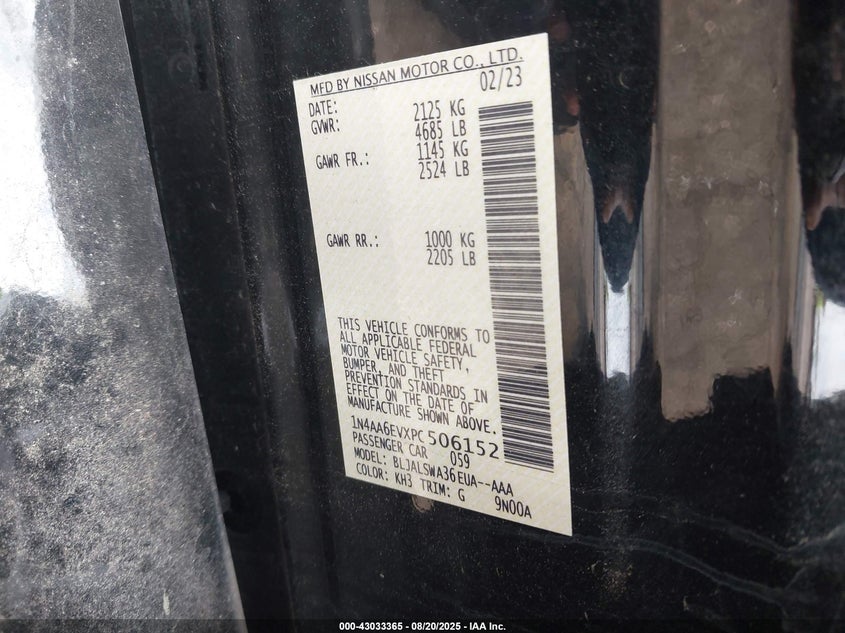 MFD BY NISSAN MOTOR CO., LTD.
DATE: 02/23
GVWR: 2125 KG
4685 LB
GAWR FR.: 1145 KG
2524 LB
GAWR RR.: 1000 KG
2205 LB
THIS VEHICLE CONFORMS TO
ALL APPLICABLE FEDERAL
MOTOR VEHICLE SAFETY,
BUMPER, AND THEFT
PREVENTION STANDARDS IN
EFFECT ON THE DATE OF
MANUFACTURE SHOWN ABOVE.
1N4AA6EVXPC506152
PASSENGER CAR 059
MODEL: BLJALSWA36EUA--AAA
COLOR: KH3 TRIM: G 9N00A
000-43033365 - 08/20/2025 - IAA Inc.